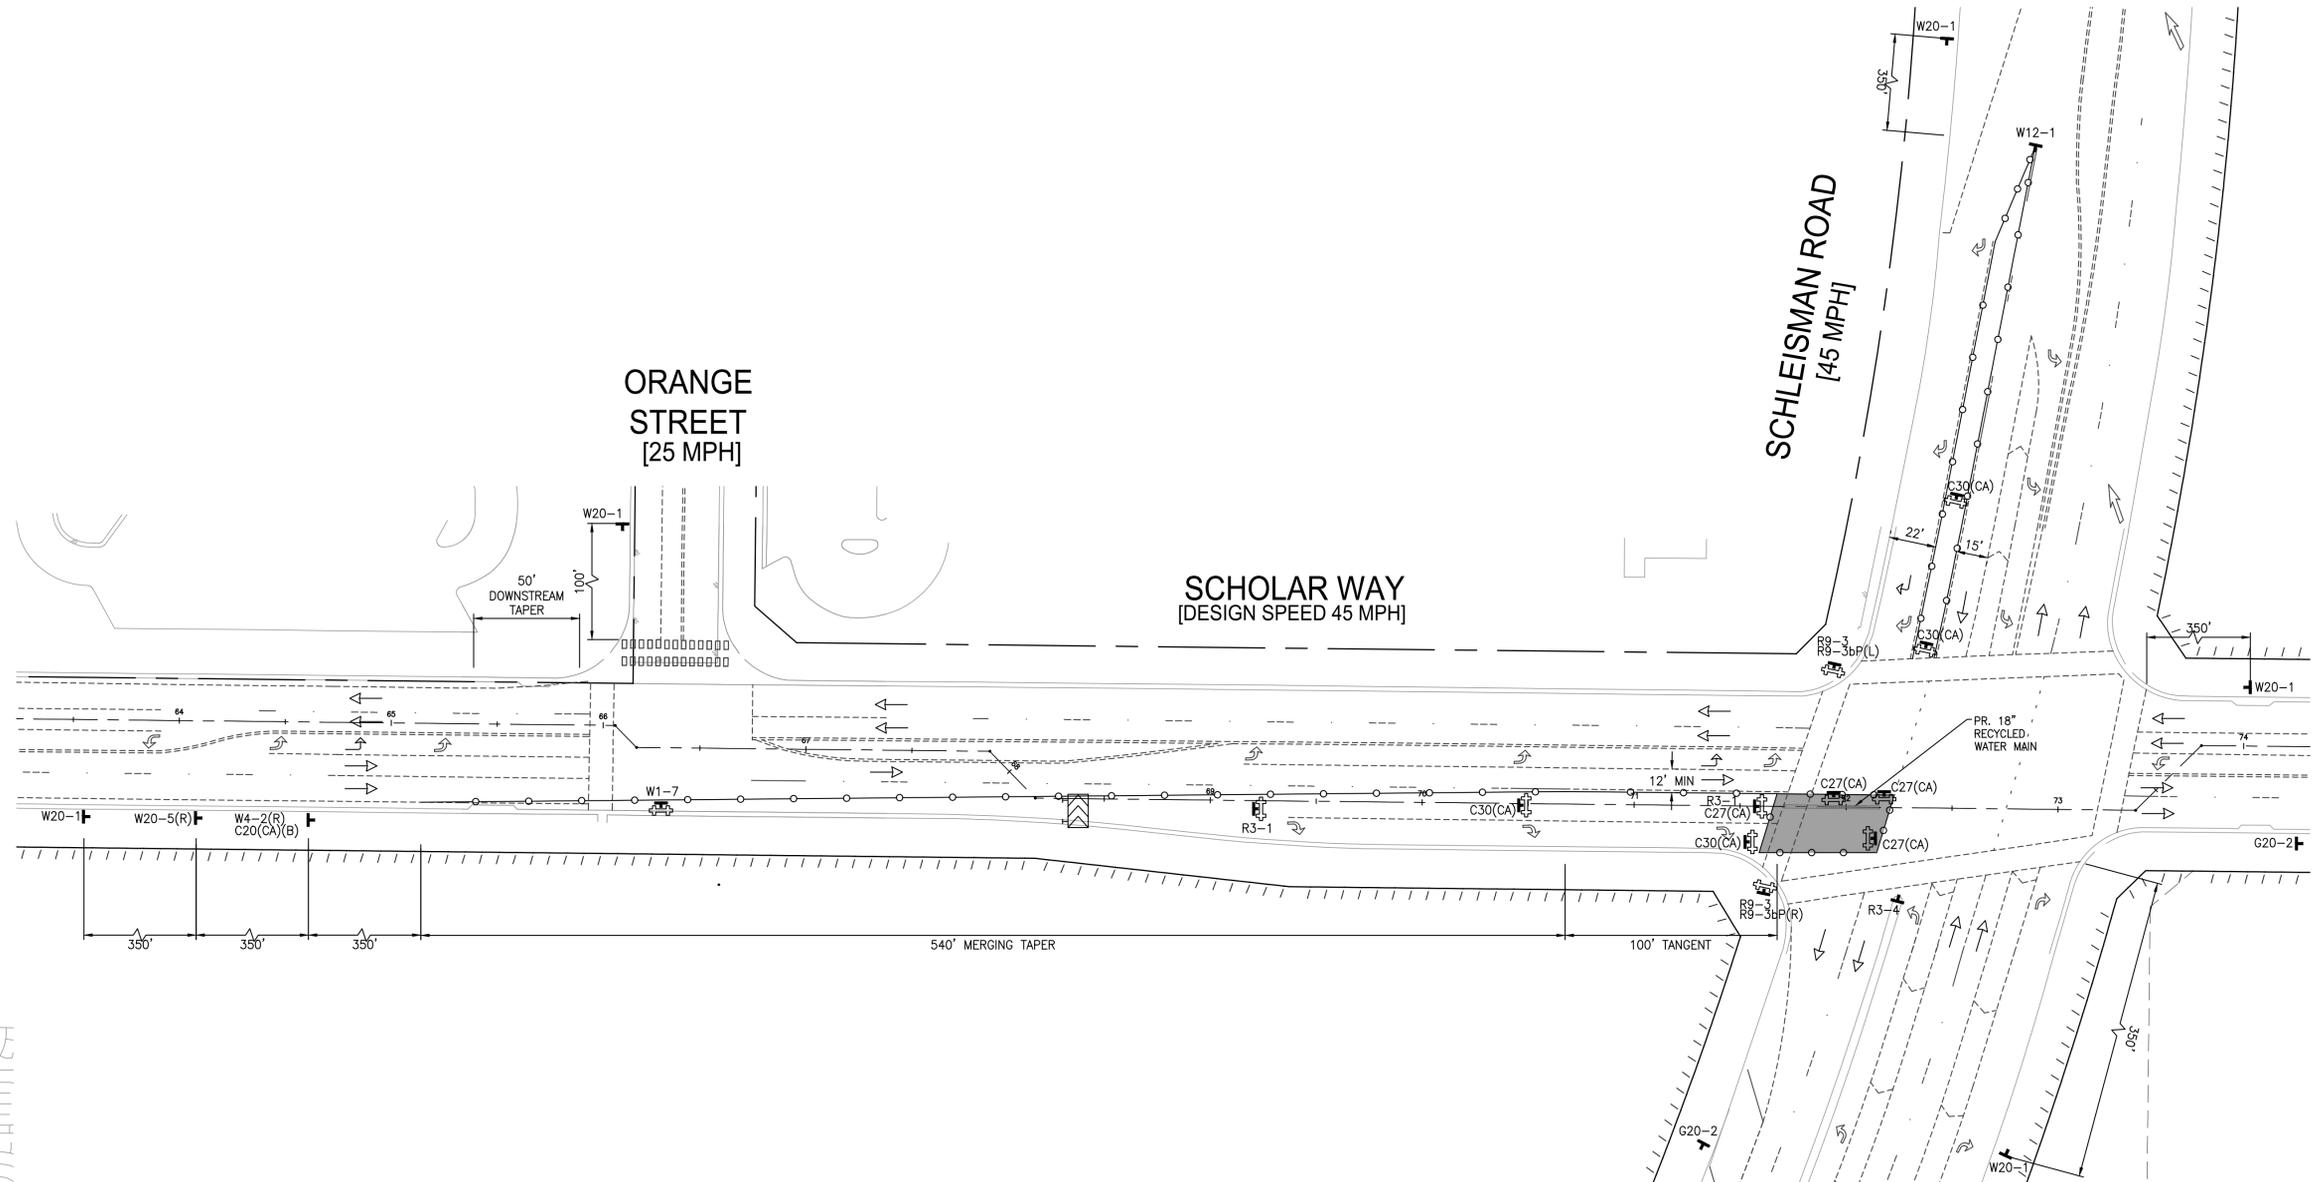 W20-1
350'
W12-1
SCHLEISMAN ROAD
[45 MPH]
ORANGE
STREET
[25 MPH]
W20-1
100'
50'
DOWNSTREAM
TAPER
SCHOLAR WAY
[DESIGN SPEED 45 MPH]
C30(CA)
22'
15'
C30(CA)
R9-3
R9-3bP(L)
350'
W20-1
64
65
66
67
68
69
70
71
72
73
74
PR. 18"
RECYCLED
WATER MAIN
12' MIN
C27(CA)
C27(CA)
W1-7
R3-1
C27(CA)
C30(CA)
R3-1
C30(CA)
C27(CA)
W20-1
W20-5(R)
W4-2(R)
C20(CA)(B)
G20-2
R9-3
R9-3bP(R)
R3-4
350'
350'
350'
540' MERGING TAPER
100' TANGENT
350'
G20-2
W20-1